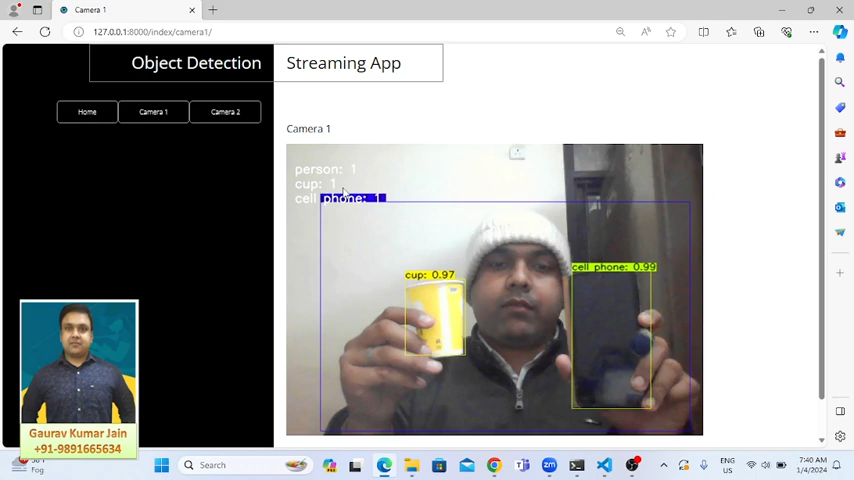 Camera 1
127.0.0.1:8000/index/camera1/
Object Detection
Streaming App
Home
Camera 1
Camera 2
Camera 1
person: 1
cup: 1
cell phone: 1
cup: 0.97
cell phone: 0.99
Gaurav Kumar Jain
+91-9891665634
Fog
Search
ENG
US
7:40 AM
1/4/2024